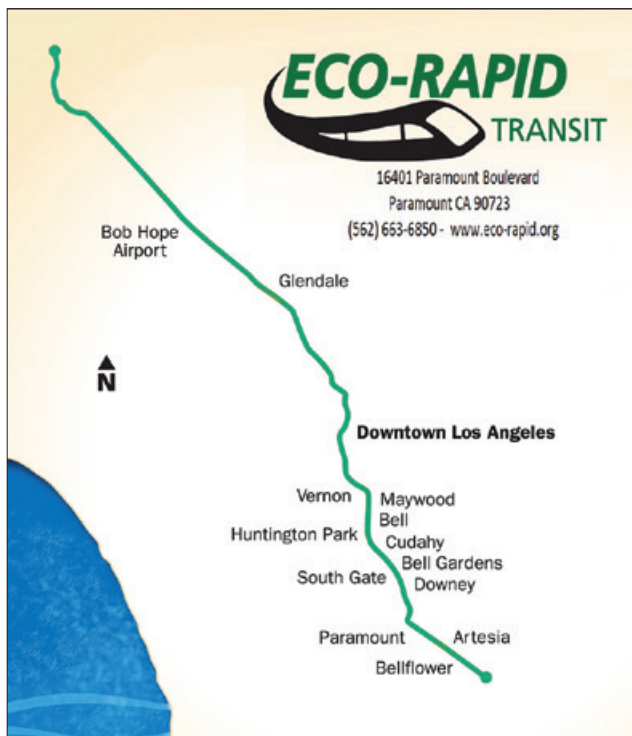 ECO-RAPID
TRANSIT
16401 Paramount Boulevard
Paramount CA 90723
(562) 663-6850 - www.eco-rapid.org
Bob Hope
Airport
Glendale
N
Downtown Los Angeles
Vernon
Maywood
Bell
Huntington Park
Cudahy
Bell Gardens
South Gate
Downey
Paramount
Artesia
Bellflower